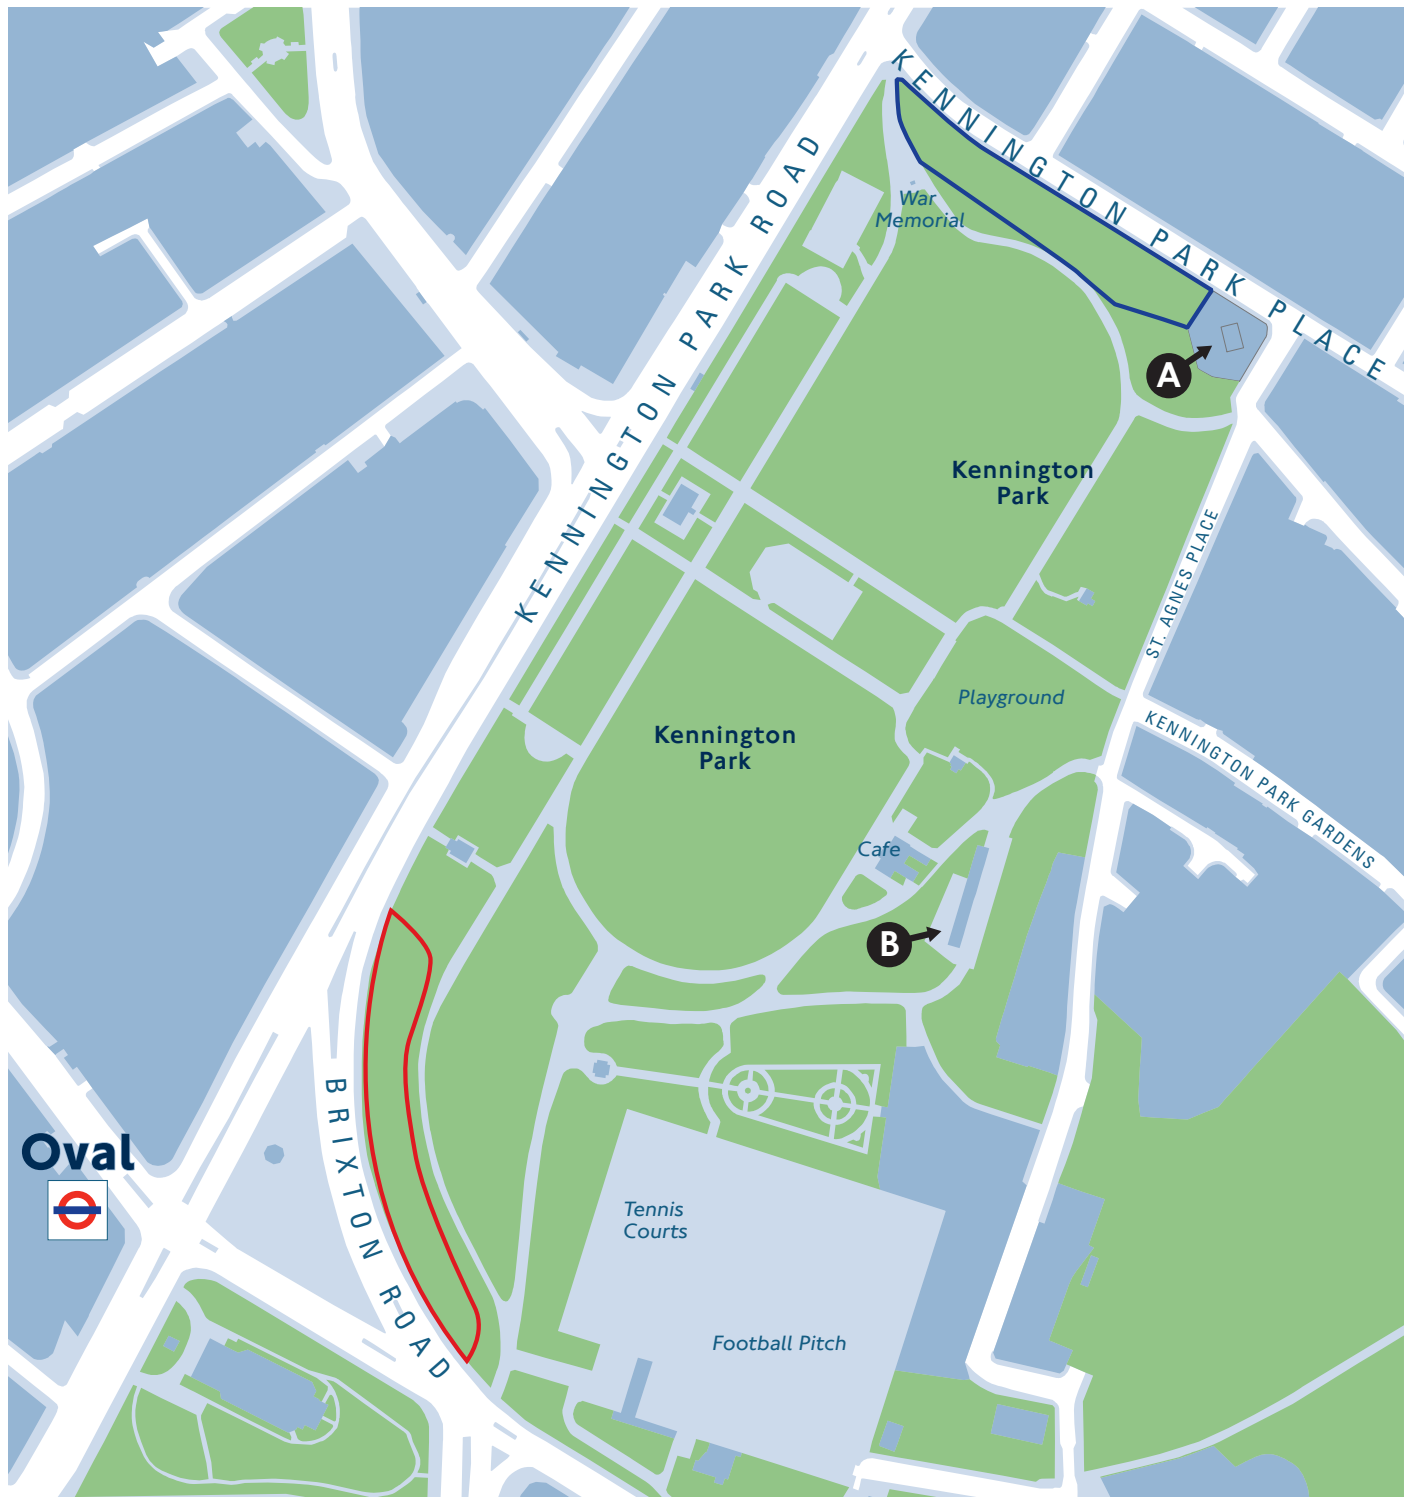 KENNINGTON PARK PLACE
KENNINGTON PARK ROAD
War
Memorial
A
Kennington
Park
ST. AGNES PLACE
Playground
KENNINGTON PARK GARDENS
Kennington
Park
Cafe
B
BRIXTON ROAD
Oval
Tennis
Courts
Football Pitch